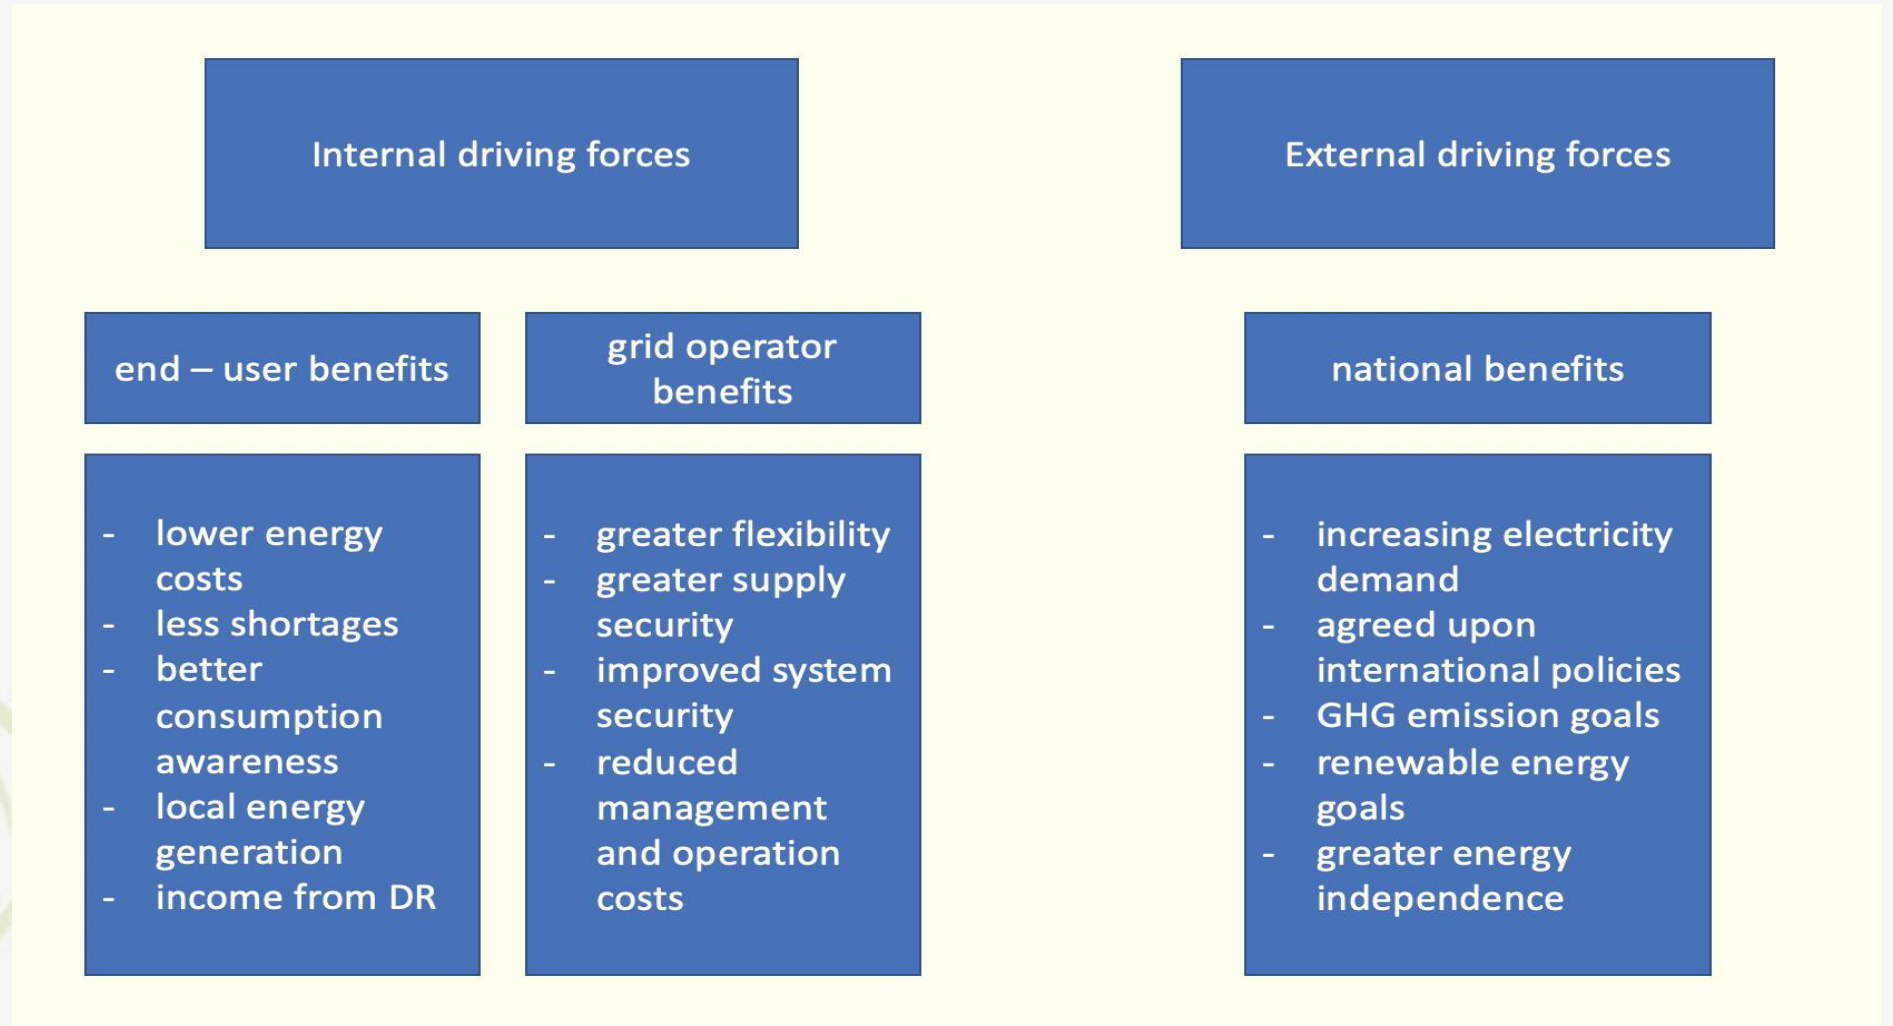 Internal driving forces
External driving forces
end – user benefits
grid operator
benefits
national benefits
- lower energy
costs
- less shortages
- better
consumption
awareness
- local energy
generation
- income from DR
- greater flexibility
- greater supply
security
- improved system
security
- reduced
management
and operation
costs
- increasing electricity
demand
- agreed upon
international policies
- GHG emission goals
- renewable energy
goals
- greater energy
independence